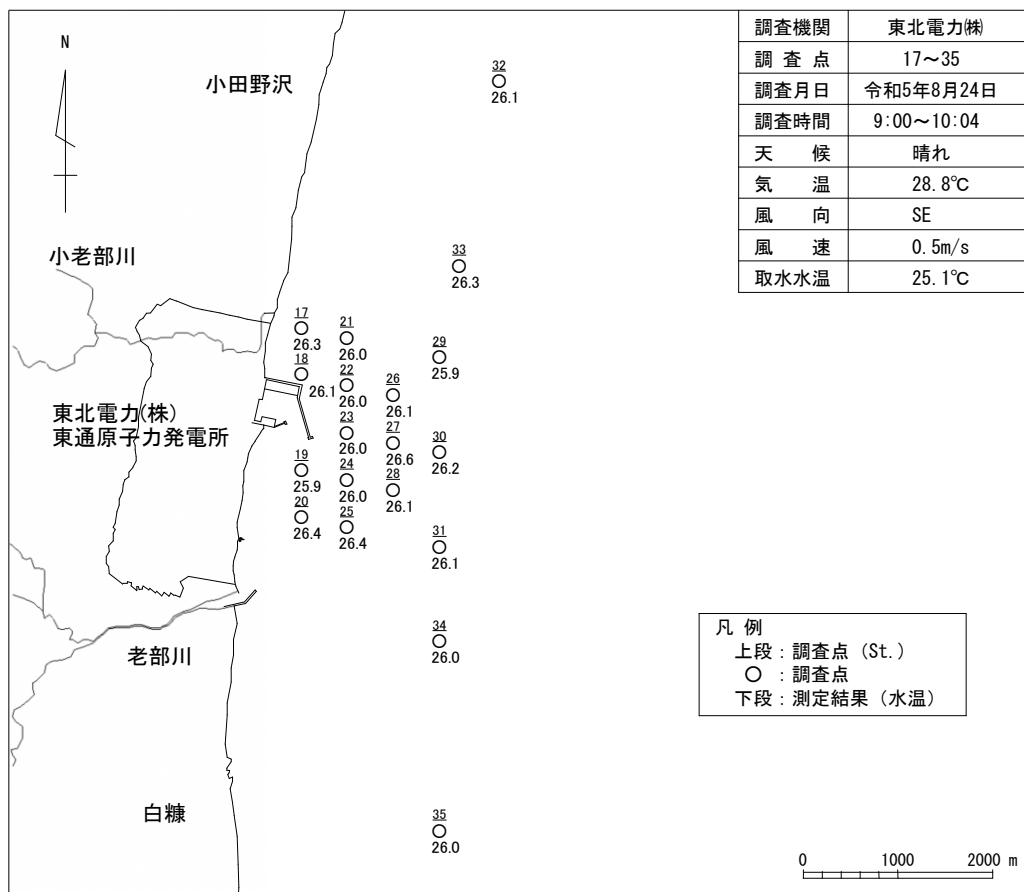 調査機関 東北電力㈱
調査点 17～35
調査月日 令和5年8月24日
調査時間 9:00～10:04
天候 晴れ
気温 28.8℃
風向 SE
風速 0.5m/s
取水水温 25.1℃
N
小田野沢
32
26.1
小老部川
33
26.3
17
26.3
21
26.0
29
25.9
18
26.1
22
26.0
26
26.1
東北電力(株)
東通原子力発電所
23
26.0
27
26.6
30
26.2
19
25.9
24
26.0
28
26.1
20
26.4
25
26.4
31
26.1
34
26.0
老部川
凡 例
上段：調査点（St.）
○ ：調査点
下段：測定結果（水温）
白糠
35
26.0
0 1000 2000 m